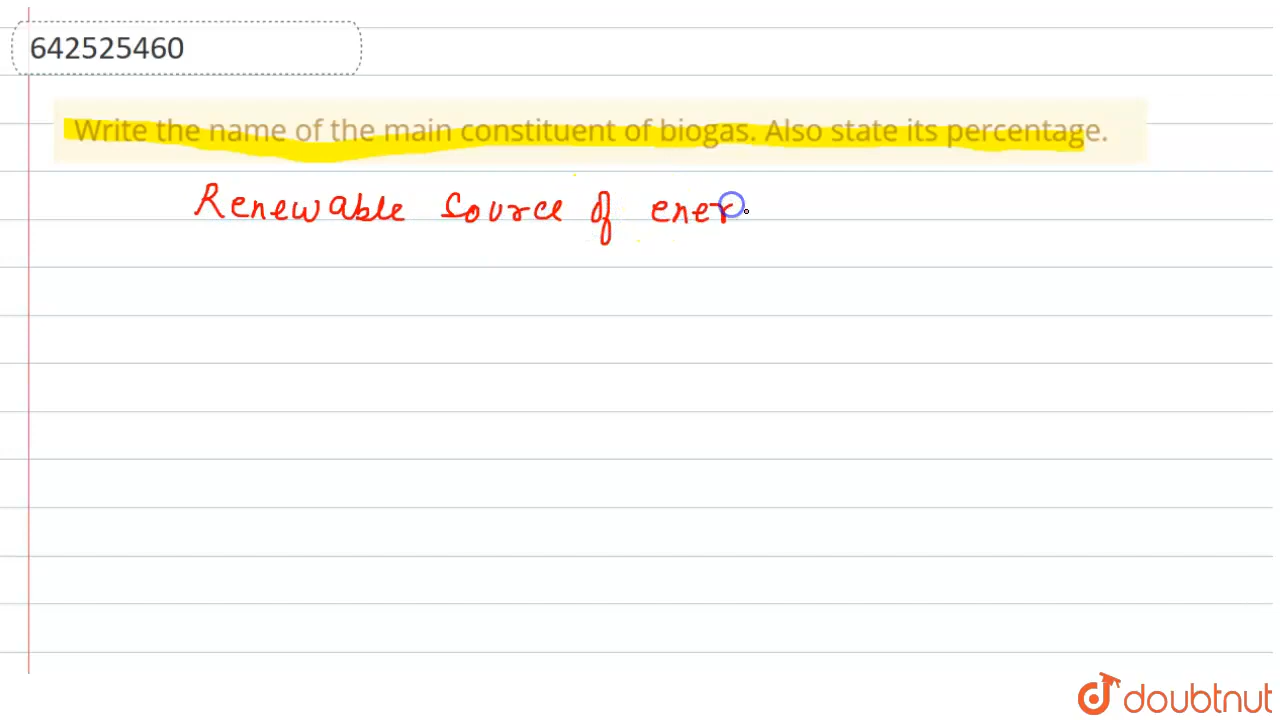 642525460
Write the name of the main constituent of biogas. Also state its percentage.
Renewable source of ener
doubtnut